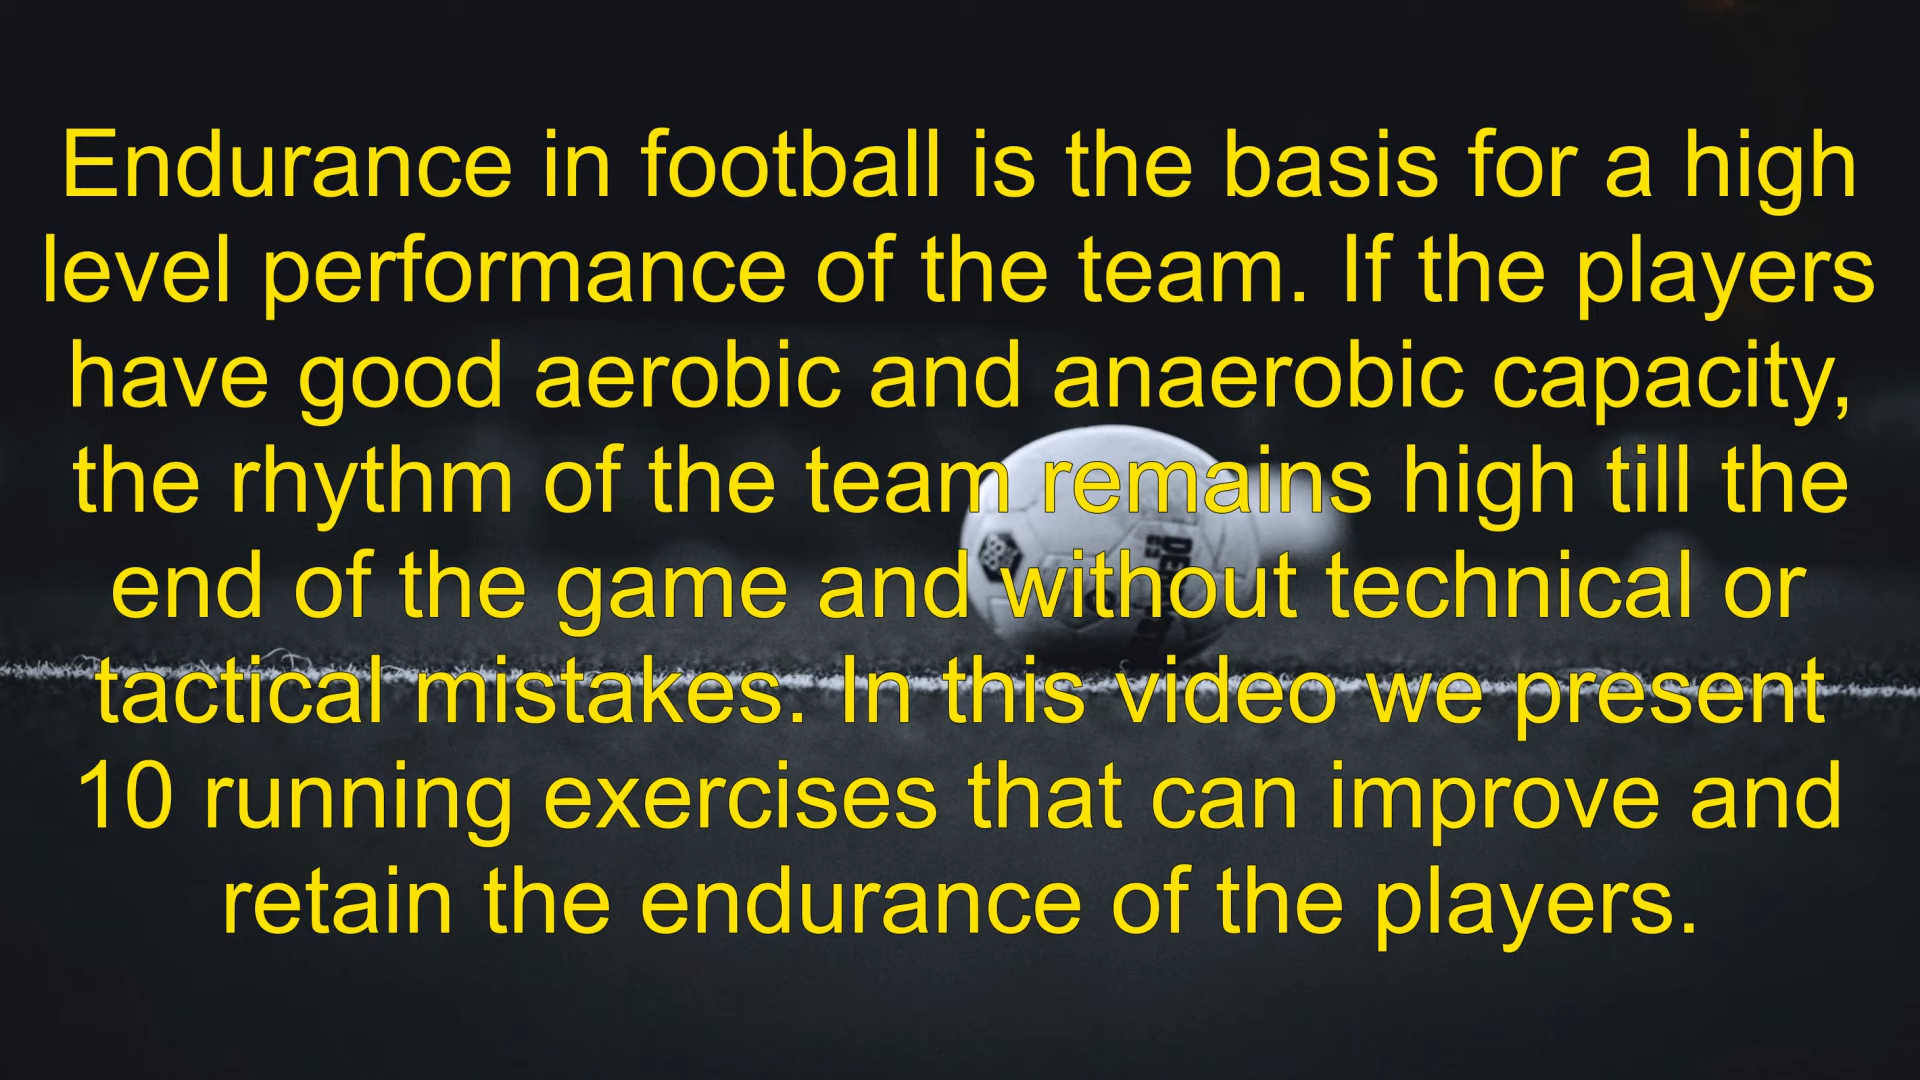 Endurance in football is the basis for a high
level performance of the team. If the players
have good aerobic and anaerobic capacity,
the rhythm of the team remains high till the
end of the game and without technical or
tactical mistakes. In this video we present
10 running exercises that can improve and
retain the endurance of the players.